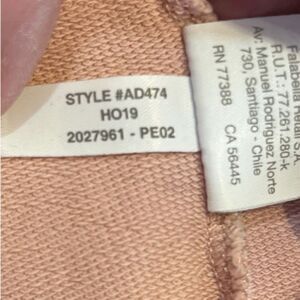 STYLE #AD474
HO19
2027961 - PE02
Falabella S.A.
R.U.T.: 77.261.280-k
Av: Manuel Rodriguez Norte
730, Santiago - Chile
RN 77388 CA 56445